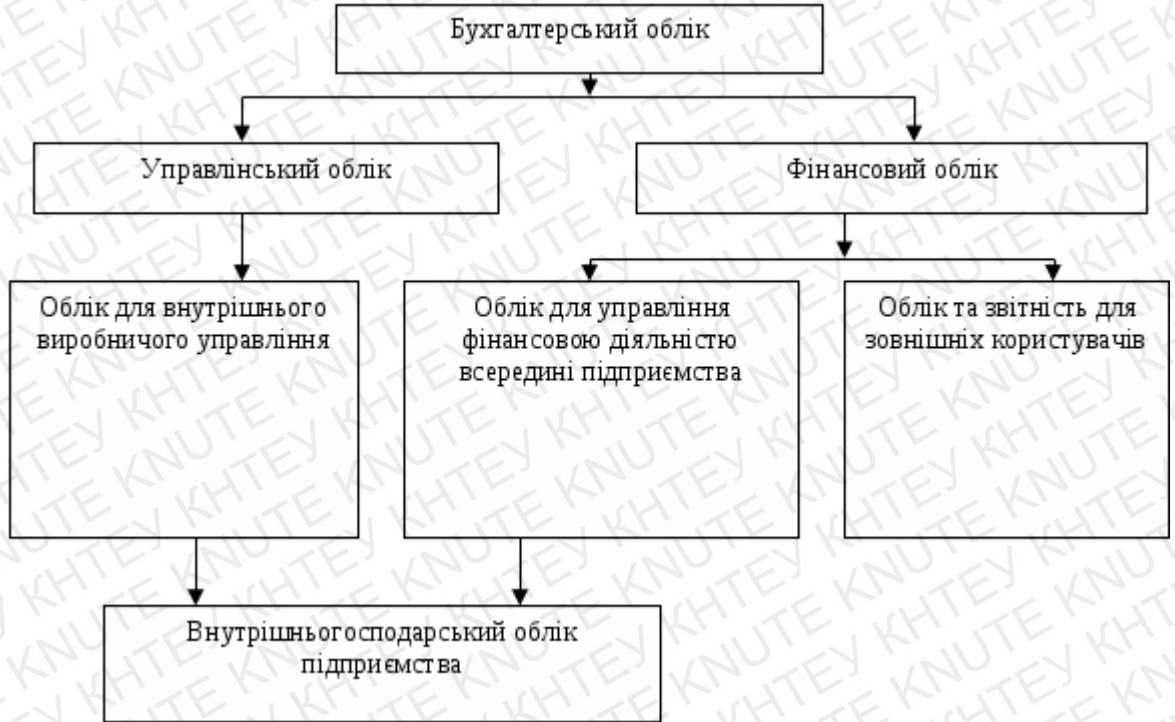 Бухгалтерський облік
Управлінський облік
Фінансовий облік
Облік для внутрішнього
виробничого управління
Облік для управління
фінансовою діяльністю
всередині підприємства
Облік та звітність для
зовнішніх користувачів
Внутрішньогосподарський облік
підприємства